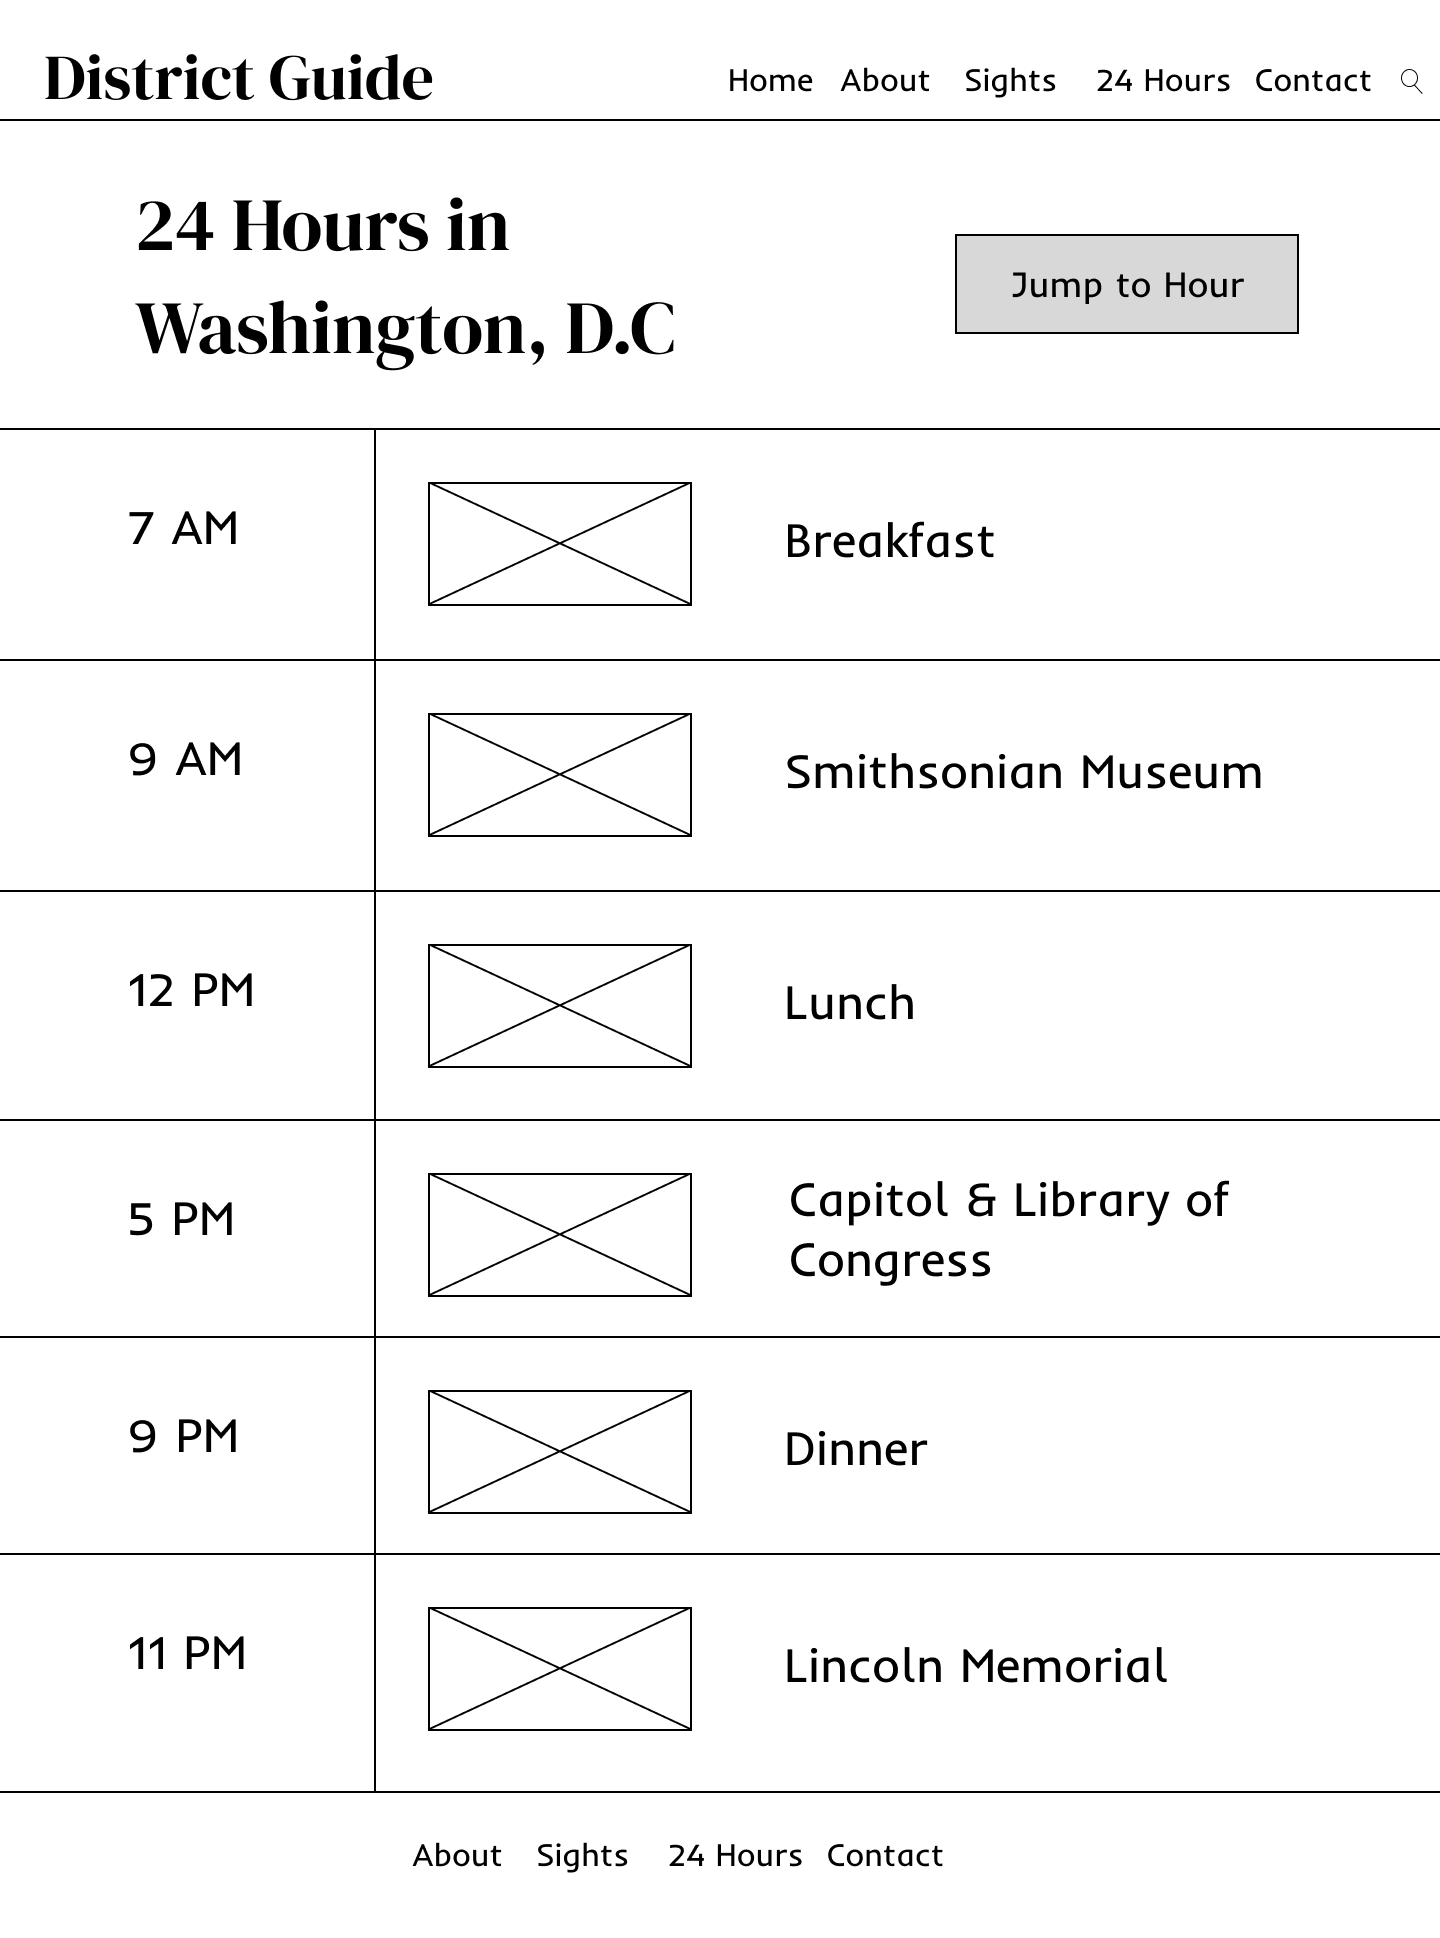 District Guide
Home About Sights 24 Hours Contact
24 Hours in
Washington, D.C
Jump to Hour
7 AM
Breakfast
9 AM
Smithsonian Museum
12 PM
Lunch
5 PM
Capitol & Library of
Congress
9 PM
Dinner
11 PM
Lincoln Memorial
About Sights 24 Hours Contact